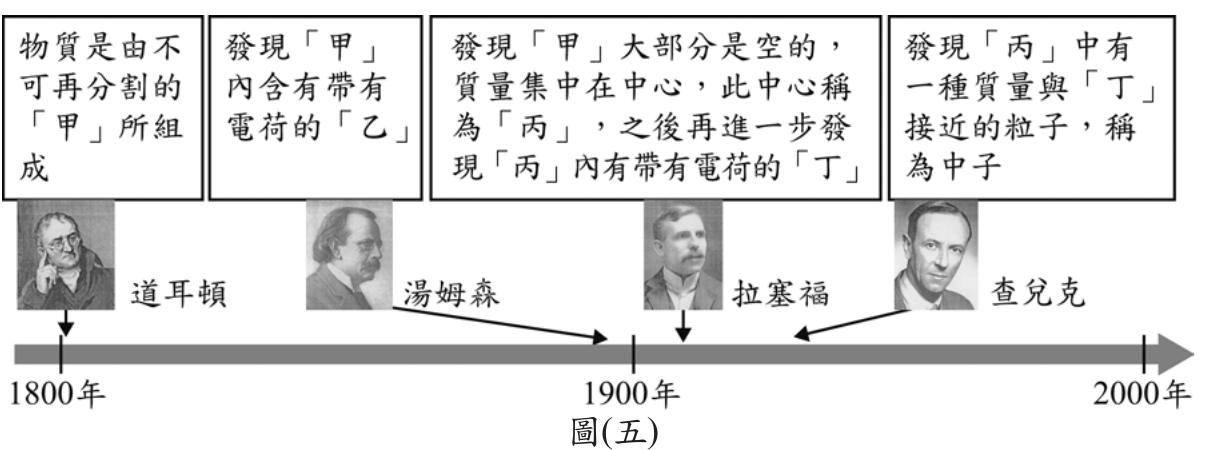 物質是由不
可再分割的
「甲」所組
成
發現「甲」
內含有帶有
電荷的「乙」
發現「甲」大部分是空的，
質量集中在中心，此中心稱
為「丙」，之後再進一步發
現「丙」內有帶有電荷的「丁」
發現「丙」中有
一種質量與「丁」
接近的粒子，稱
為中子
道耳頓
湯姆森
拉塞福
查兌克
1800年
1900年
2000年
圖(五)